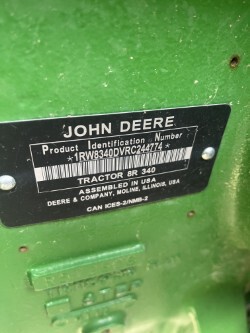 JOHN DEERE
Product Identification Number
*1RW8340DVRC244774*
TRACTOR 8R 340
ASSEMBLED IN USA
DEERE & COMPANY, MOLINE, ILLINOIS, USA
CAN ICES-2/NMB-2